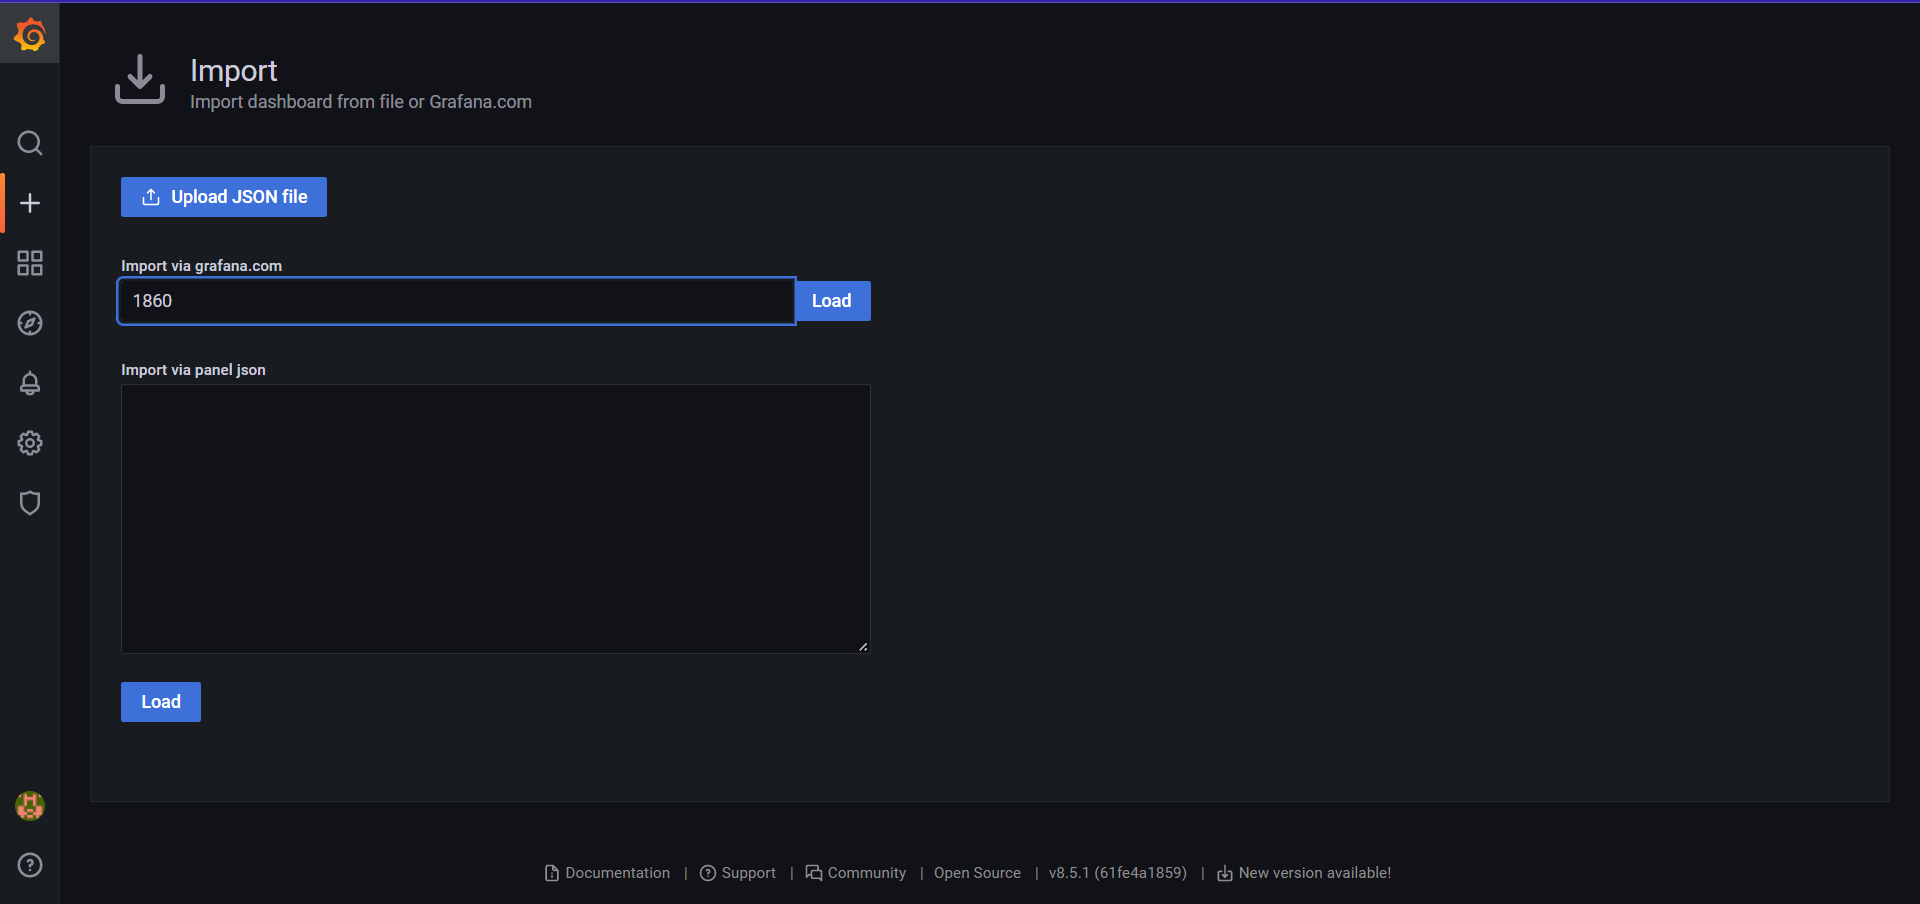 Import
Import dashboard from file or Grafana.com
Upload JSON file
Import via grafana.com
1860
Load
Import via panel json
Load
Documentation | Support | Community | Open Source | v8.5.1 (61fe4a1859) | New version available!